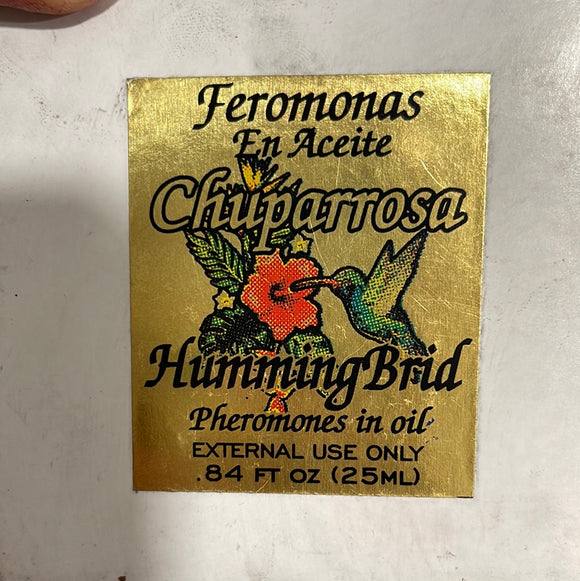 Feromonas
En Aceite
Chuparrosa
HummingBrid
Pheromones in oil
EXTERNAL USE ONLY
.84 FT OZ (25ML)